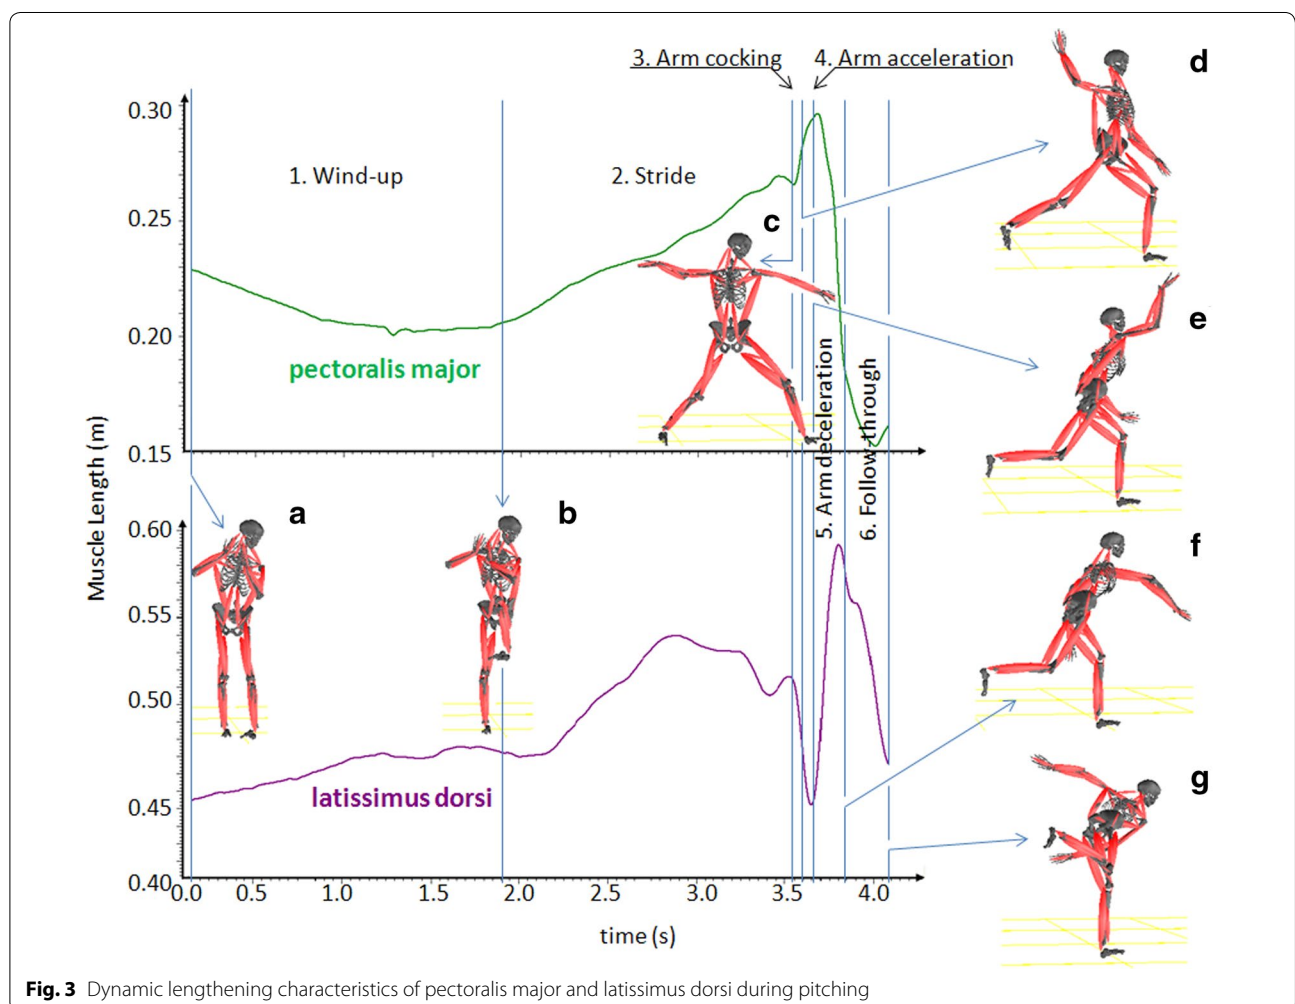 3. Arm cocking
4. Arm acceleration
d
0.30
1. Wind-up
2. Stride
0.25
c
e
0.20
pectoralis major
5. Arm deceleration
6. Follow through
0.15
Muscle Length (m)
a
b
0.60
f
0.55
0.50
g
latissimus dorsi
0.45
0.40
0.0 0.5 1.0 1.5 2.0 2.5 3.0 3.5 4.0
time (s)
Fig. 3 Dynamic lengthening characteristics of pectoralis major and latissimus dorsi during pitching